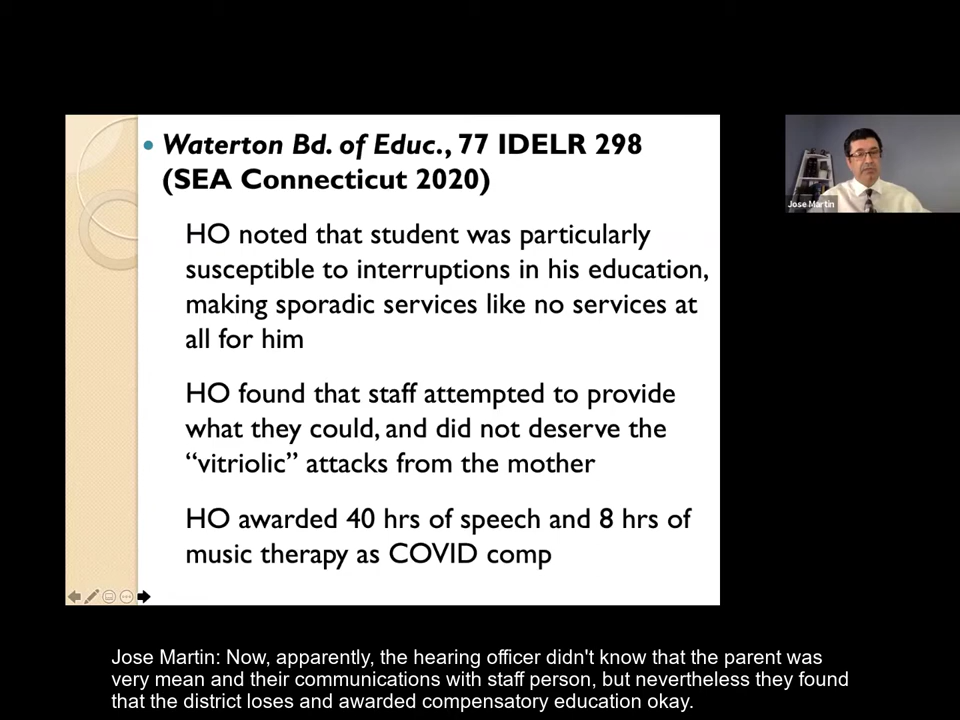 Waterton Bd. of Educ., 77 IDELR 298
(SEA Connecticut 2020)
HO noted that student was particularly
susceptible to interruptions in his education,
making sporadic services like no services at
all for him
HO found that staff attempted to provide
what they could, and did not deserve the
“vitriolic” attacks from the mother
HO awarded 40 hrs of speech and 8 hrs of
music therapy as COVID comp
Jose Martin
Jose Martin: Now, apparently, the hearing officer didn't know that the parent was
very mean and their communications with staff person, but nevertheless they found
that the district loses and awarded compensatory education okay.